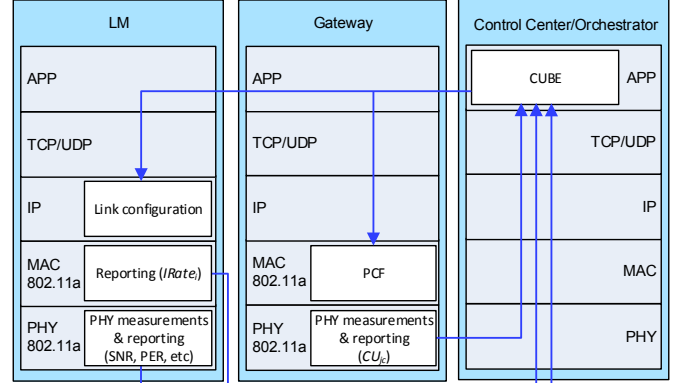 LM
APP
TCP/UDP
IP
Link configuration
MAC
802.11a
Reporting (IRateᵢ)
PHY
802.11a
PHY measurements
& reporting
(SNR, PER, etc)
Gateway
APP
TCP/UDP
IP
MAC
802.11a
PCF
PHY
802.11a
PHY measurements
& reporting
(CUjc)
Control Center/Orchestrator
CUBE
APP
TCP/UDP
IP
MAC
PHY